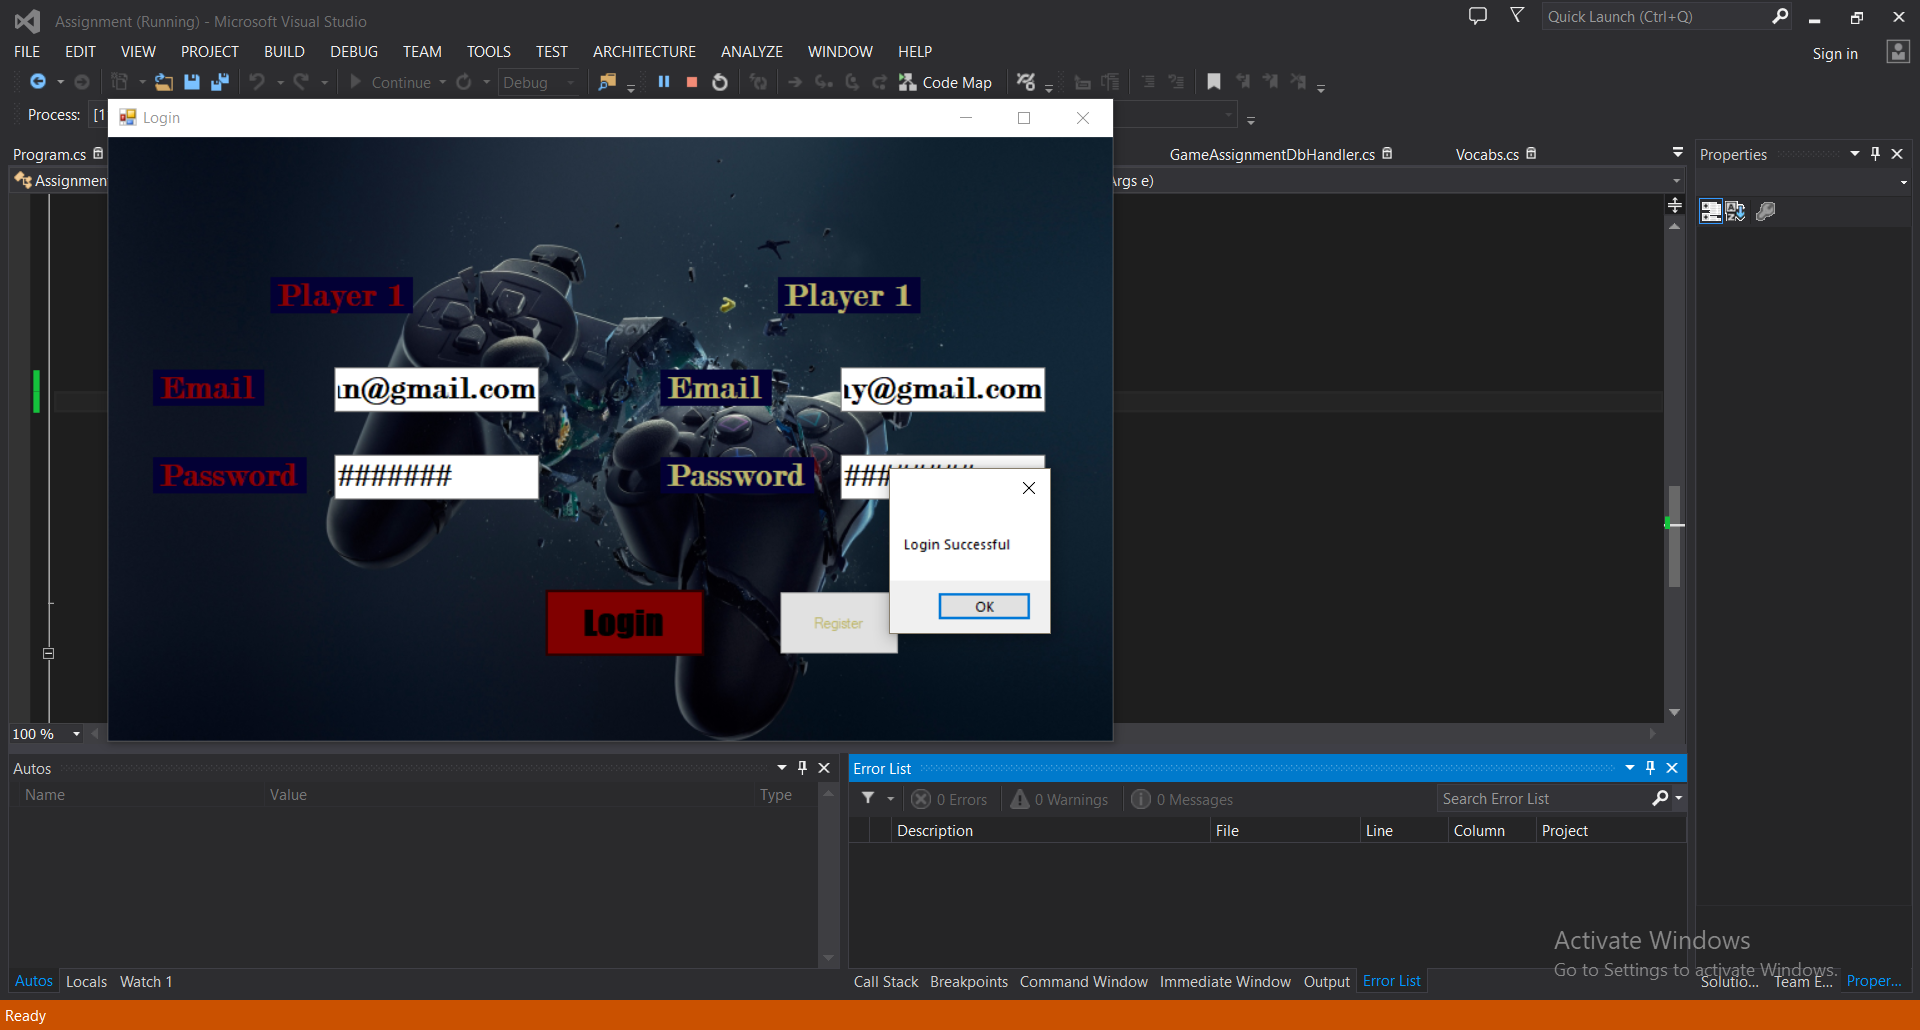 Assignment (Running) - Microsoft Visual Studio
Quick Launch (Ctrl+Q)
FILE EDIT VIEW PROJECT BUILD DEBUG TEAM TOOLS TEST ARCHITECTURE ANALYZE WINDOW HELP
Sign in
Continue Debug Code Map
Process: [1
Login
Program.cs GameAssignmentDbHandler.cs Vocabs.cs Properties
Assignmen Args e)
Player 1 Player 1
Email an@gmail.com Email ay@gmail.com
Password ####### Password
Login Successful
OK
Login Register
100 %
Autos
Name Value Type
Error List
0 Errors 0 Warnings 0 Messages Search Error List
Description File Line Column Project
Activate Windows
Go to Settings to activate Windows.
Autos Locals Watch 1 Call Stack Breakpoints Command Window Immediate Window Output Error List Solutio... Team E... Proper...
Ready